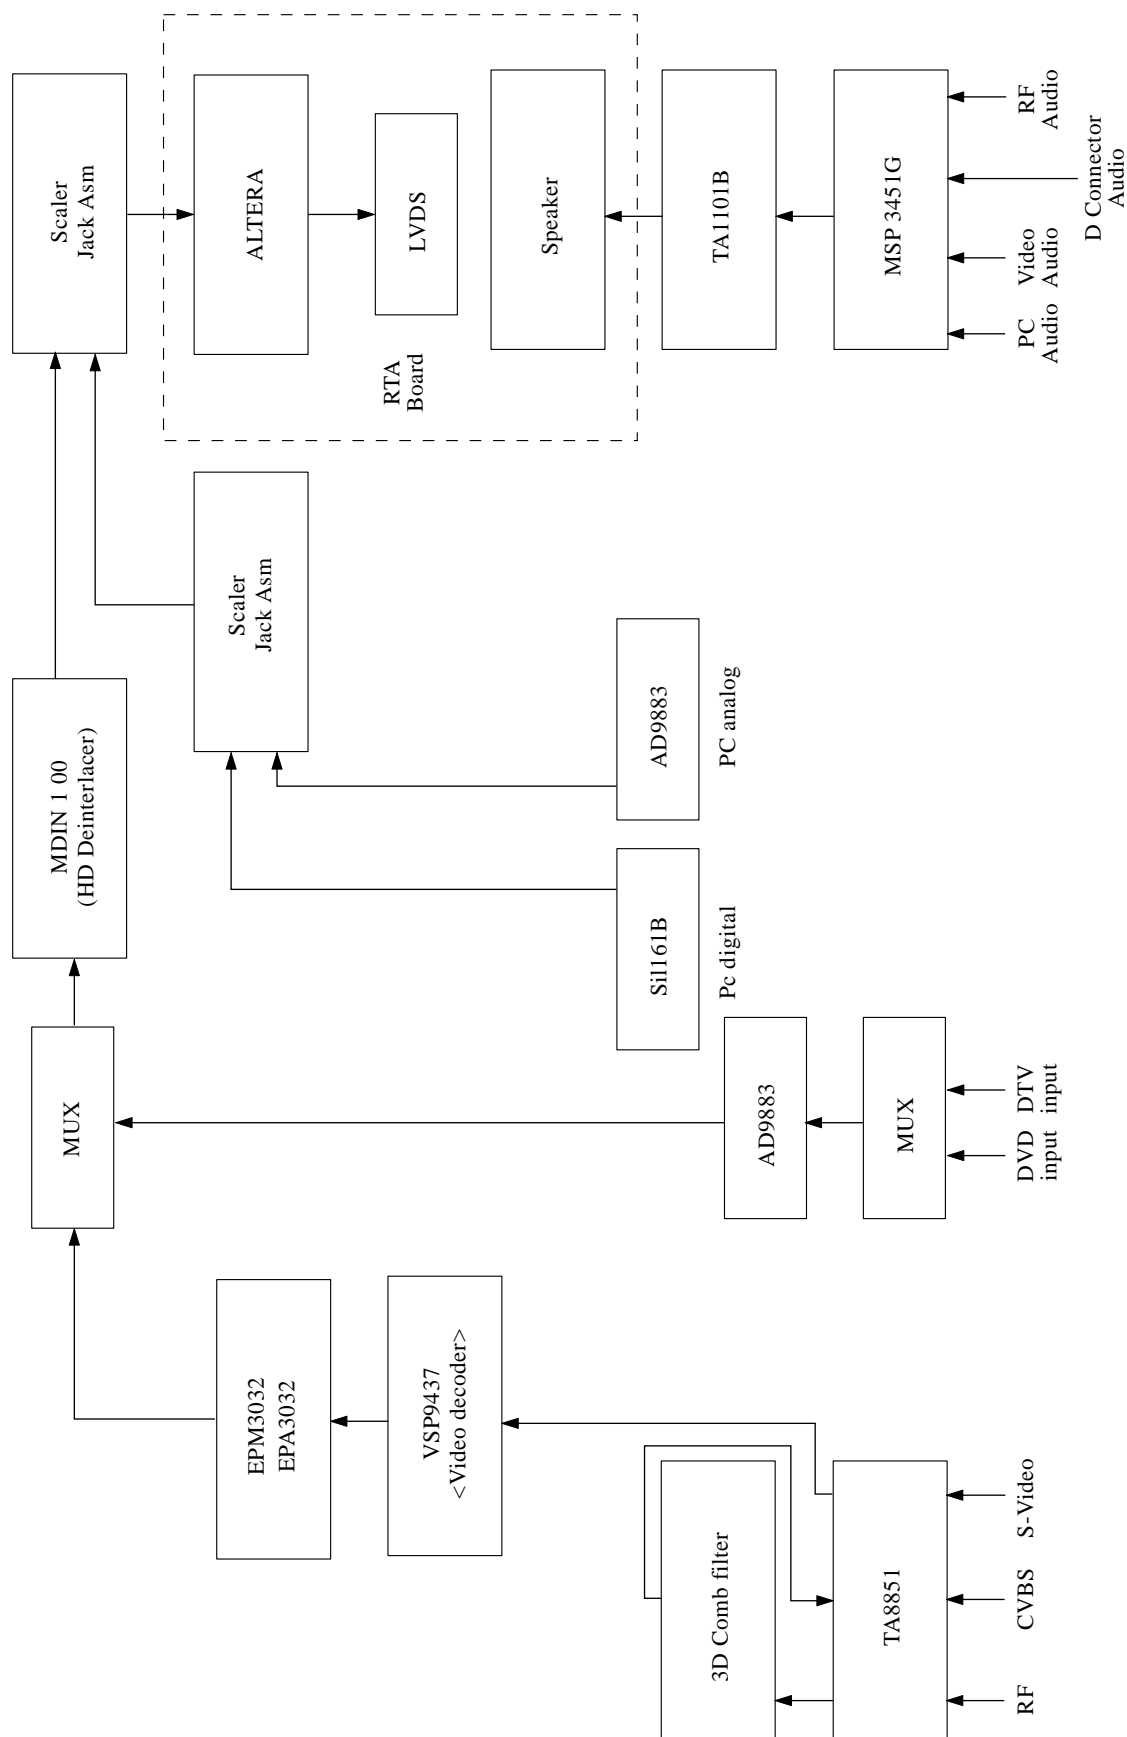 Scaler
Jack Asm
ALTERA
LVDS
RTA
Board
Speaker
TA1101B
MSP 3451G
PC
Audio
Video
Audio
D Connector
Audio
RF
Audio
MDIN 1 00
(HD Deinterlacer)
Scaler
Jack Asm
AD9883
PC analog
Sil161B
Pc digital
MUX
AD9883
MUX
DVD
input
DTV
input
EPM3032
EPA3032
VSP9437
<Video decoder>
3D Comb filter
TA8851
RF
CVBS
S-Video